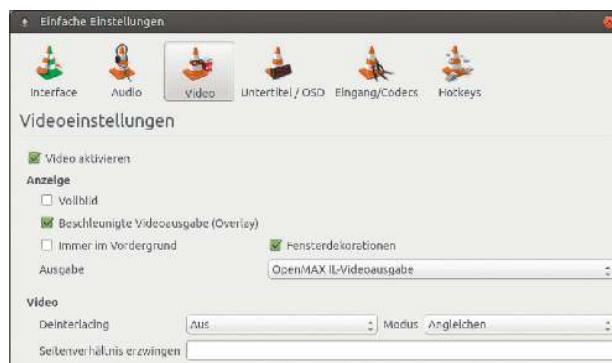 Einfache Einstellungen
Interface Audio Video Untertitel / OSD Eingang/Codecs Hotkeys
Videoeinstellungen
Video aktivieren
Anzeige
Vollbild
Beschleunigte Videoausgabe (Overlay)
Immer im Vordergrund Fensterdekorationen
Ausgabe OpenMAX IL-Videoausgabe
Video
Deinterlacing Aus Modus Angleichen
Seitenverhältnis erzwingen